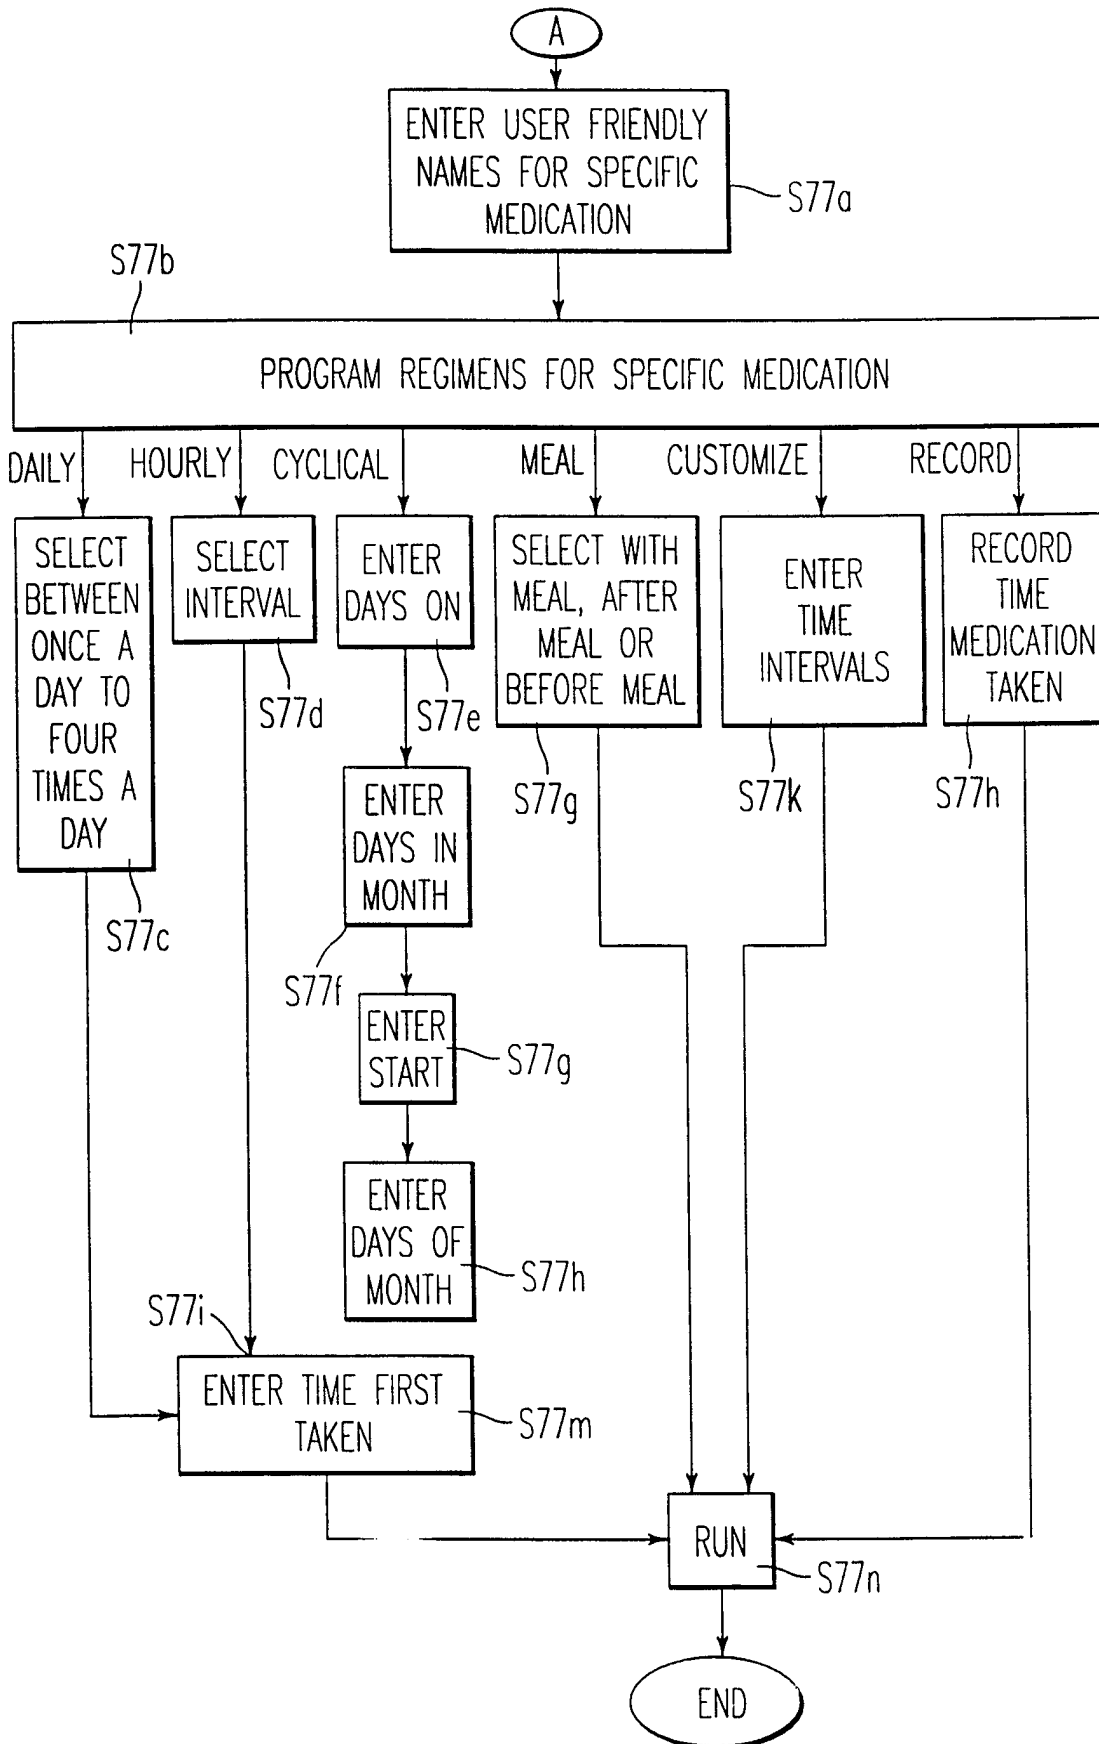 A
ENTER USER FRIENDLY
NAMES FOR SPECIFIC
MEDICATION
S77a
S77b
PROGRAM REGIMENS FOR SPECIFIC MEDICATION
DAILY
HOURLY
CYCLICAL
MEAL
CUSTOMIZE
RECORD
SELECT
BETWEEN
ONCE A
DAY TO
FOUR
TIMES A
DAY
S77c
SELECT
INTERVAL
S77d
ENTER
DAYS ON
S77e
SELECT WITH
MEAL, AFTER
MEAL OR
BEFORE MEAL
S77g
ENTER
TIME
INTERVALS
S77k
RECORD
TIME
MEDICATION
TAKEN
S77h
ENTER
DAYS IN
MONTH
S77f
ENTER
START
S77g
ENTER
DAYS OF
MONTH
S77h
S77i
ENTER TIME FIRST
TAKEN
S77m
RUN
S77n
END